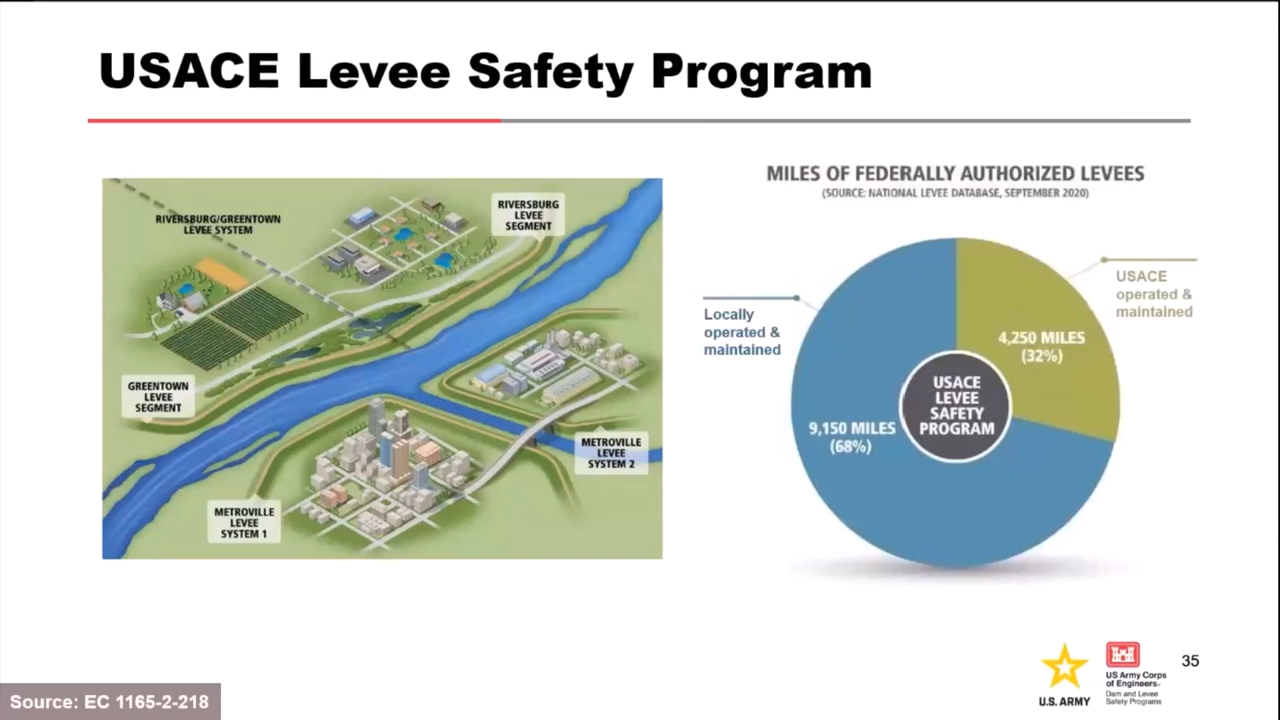 USACE Levee Safety Program
RIVERSBURG/GREENTOWN
LEVEE SYSTEM
RIVERSBURG
LEVEE
SEGMENT
GREENTOWN
LEVEE
SEGMENT
METROVILLE
LEVEE
SYSTEM 2
METROVILLE
LEVEE
SYSTEM 1
MILES OF FEDERALLY AUTHORIZED LEVEES
(SOURCE: NATIONAL LEVEE DATABASE, SEPTEMBER 2020)
Locally
operated &
maintained
USACE
operated &
maintained
4,250 MILES
(32%)
USACE
LEVEE
SAFETY
PROGRAM
9,150 MILES
(68%)
U.S. ARMY
US Army Corps
of Engineers®
Dam and Levee
Safety Programs
35
Source: EC 1165-2-218